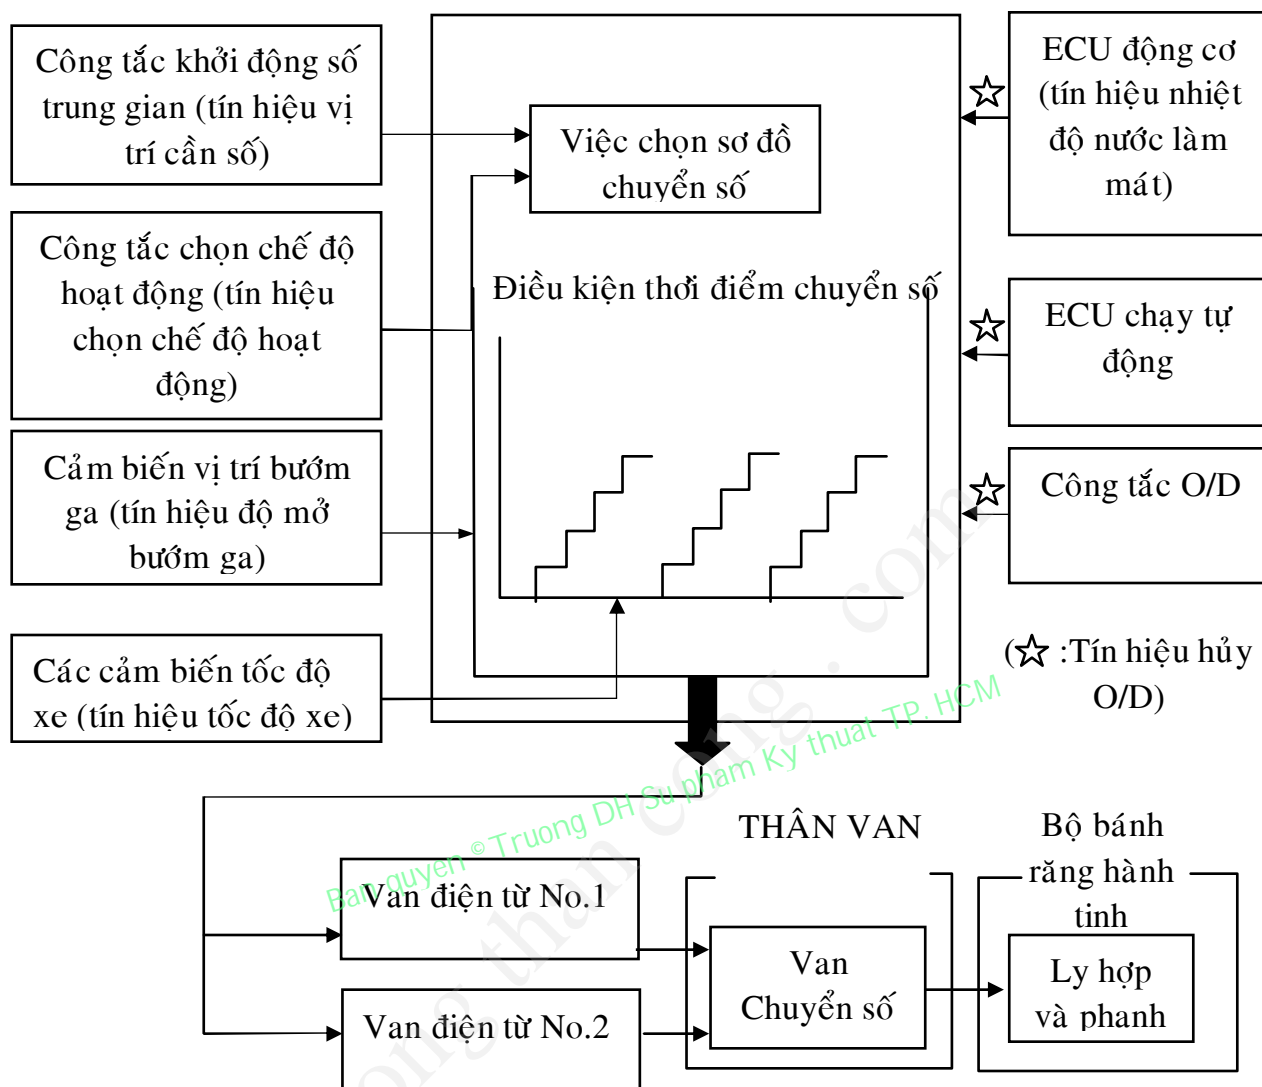 Công tắc khởi động số
trung gian (tín hiệu vị
trí cần số)
Công tắc chọn chế độ
hoạt động (tín hiệu
chọn chế độ hoạt
động)
Cảm biến vị trí bướm
ga (tín hiệu độ mở
bướm ga)
Các cảm biến tốc độ
xe (tín hiệu tốc độ xe)
Việc chọn sơ đồ
chuyển số
Điều kiện thơi điểm chuyển số
ECU động cơ
(tín hiệu nhiệt
độ nước làm
mát)
ECU chạy tự
động
Công tắc O/D
(☆ :Tín hiệu hủy
O/D)
Van điện từ No.1
Van điện từ No.2
THÂN VAN
Van
Chuyển số
Bộ bánh
răng hành
tinh
Ly hợp
và phanh
Ban quyen © Truong DH Su pham Ky thuat TP. HCM
ong than cong . com